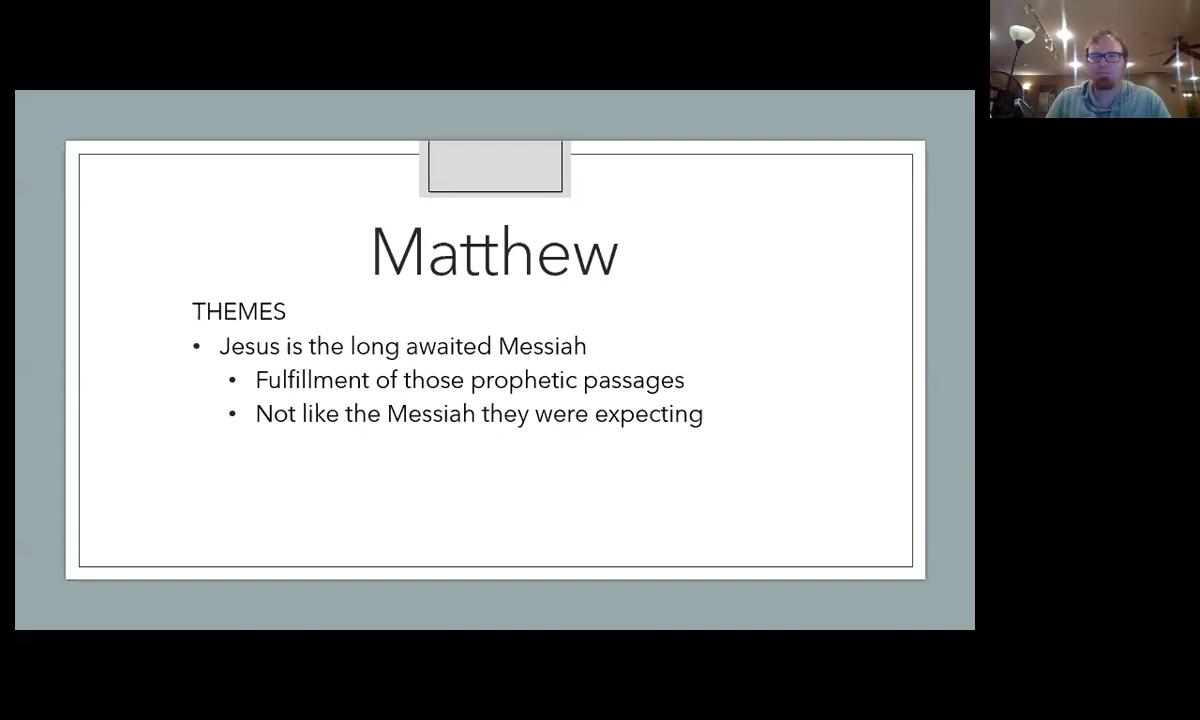 Matthew
THEMES
• Jesus is the long awaited Messiah
• Fulfillment of those prophetic passages
• Not like the Messiah they were expecting